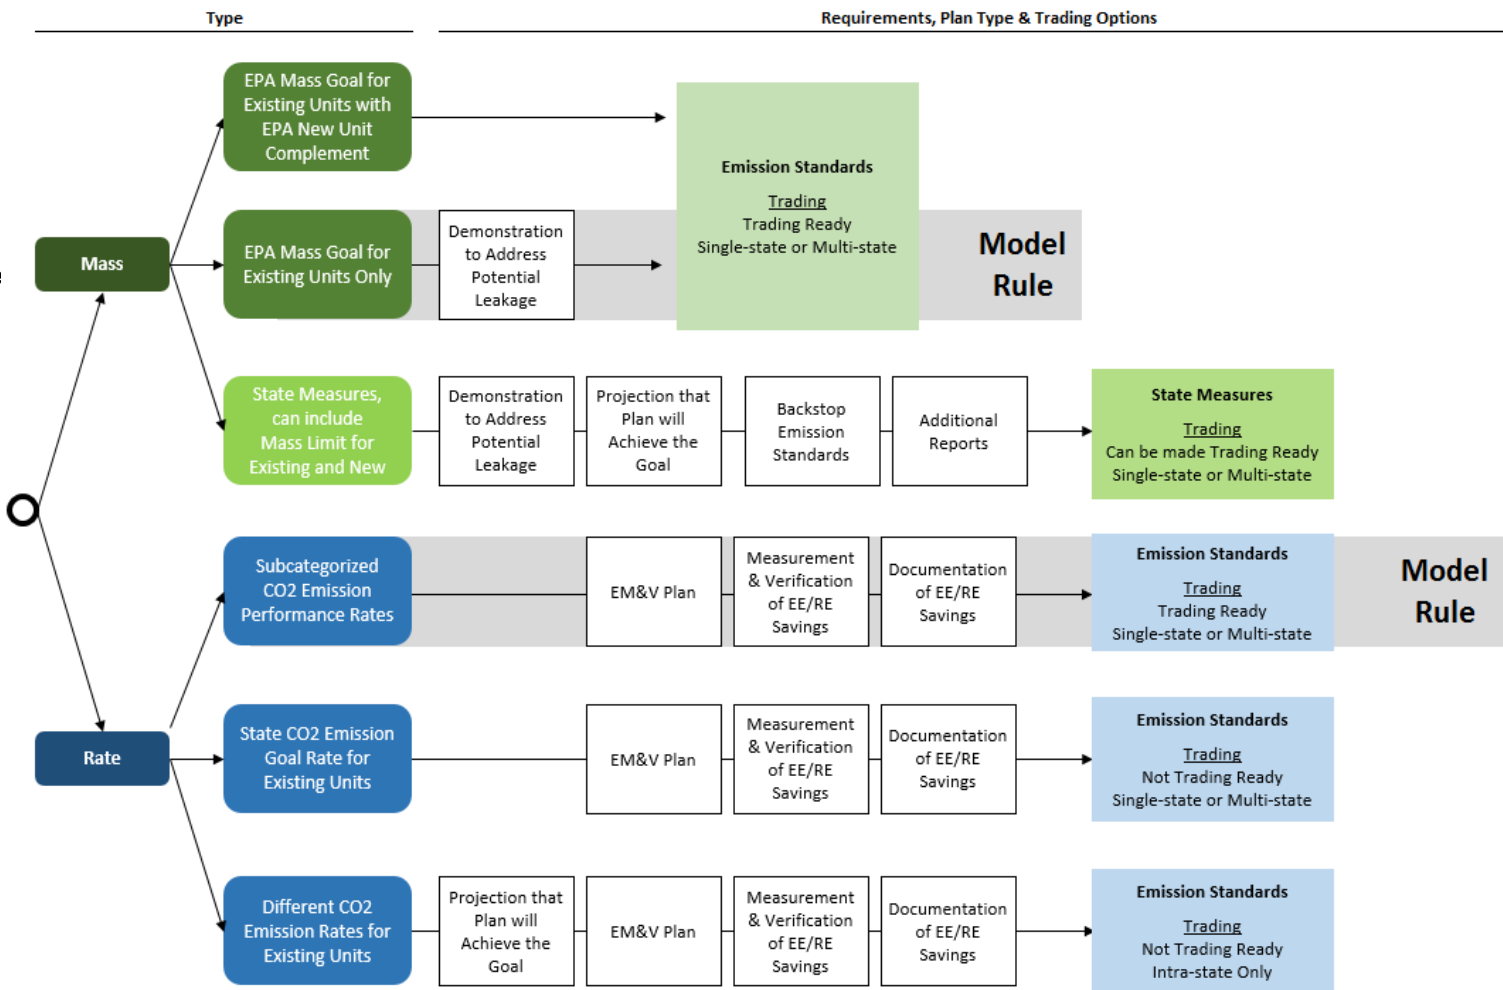 Type
Requirements, Plan Type & Trading Options
EPA Mass Goal for
Existing Units with
EPA New Unit
Complement
Emission Standards
Trading
Trading Ready
Single-state or Multi-state
Mass
EPA Mass Goal for
Existing Units Only
Demonstration
to Address
Potential
Leakage
Model
Rule
State Measures,
can include
Mass Limit for
Existing and New
Demonstration
to Address
Potential
Leakage
Projection that
Plan will
Achieve the
Goal
Backstop
Emission
Standards
Additional
Reports
State Measures
Trading
Can be made Trading Ready
Single-state or Multi-state
Subcategorized
CO2 Emission
Performance Rates
EM&V Plan
Measurement
& Verification
of EE/RE
Savings
Documentation
of EE/RE
Savings
Emission Standards
Trading
Trading Ready
Single-state or Multi-state
Model
Rule
Rate
State CO2 Emission
Goal Rate for
Existing Units
EM&V Plan
Measurement
& Verification
of EE/RE
Savings
Documentation
of EE/RE
Savings
Emission Standards
Trading
Not Trading Ready
Single-state or Multi-state
Different CO2
Emission Rates for
Existing Units
Projection that
Plan will
Achieve the
Goal
EM&V Plan
Measurement
& Verification
of EE/RE
Savings
Documentation
of EE/RE
Savings
Emission Standards
Trading
Not Trading Ready
Intra-state Only